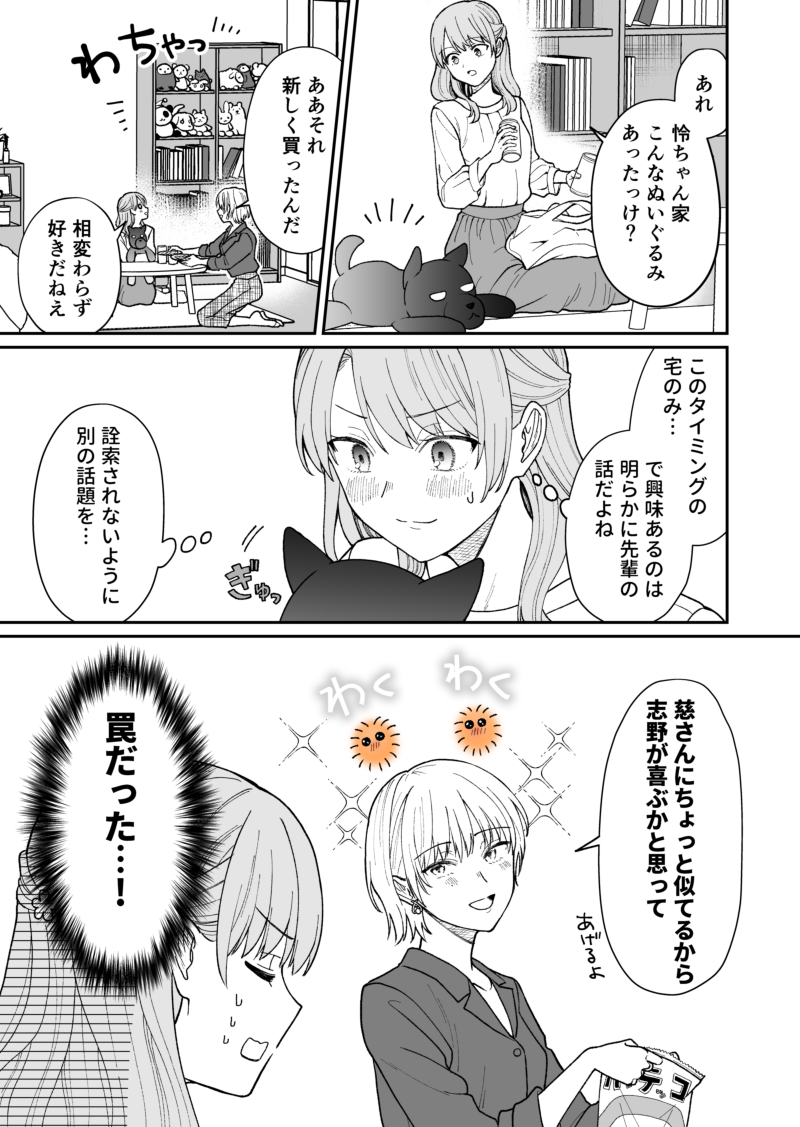 あれ
怜ちゃん家
こんなぬいぐるみ
あったっけ？
ああそれ
新しく買ったんだ
わちゃっ
相変わらず
好きだねえ
このタイミングの
宅のみ…
で興味あるのは
明らかに先輩の
話だよね
ぎゅっ
詮索されないように
別の話題を…
慈さんにちょっと似てるから
志野が喜ぶかと思って
あげるよ
わく
わく
罠だった…！